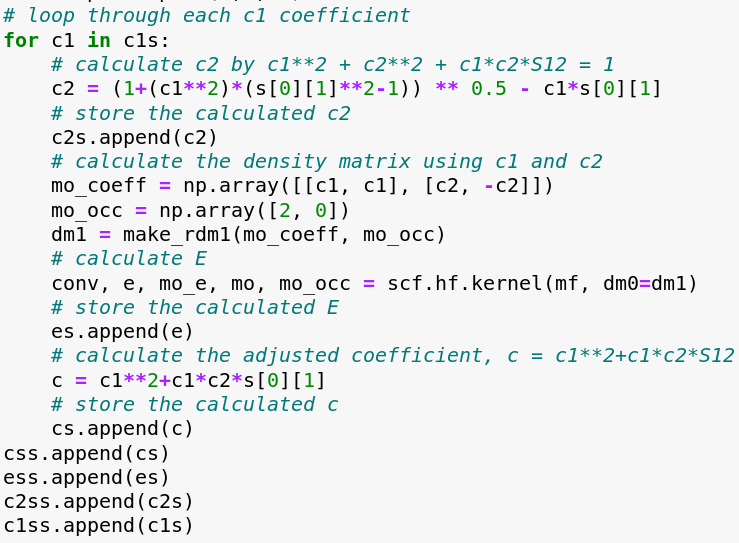 # loop through each c1 coefficient
for c1 in c1s:
    # calculate c2 by c1**2 + c2**2 + c1*c2*S12 = 1
    c2 = (1+(c1**2)*(s[0][1]**2-1)) ** 0.5 - c1*s[0][1]
    # store the calculated c2
    c2s.append(c2)
    # calculate the density matrix using c1 and c2
    mo_coeff = np.array([[c1, c1], [c2, -c2]])
    mo_occ = np.array([2, 0])
    dm1 = make_rdm1(mo_coeff, mo_occ)
    # calculate E
    conv, e, mo_e, mo, mo_occ = scf.hf.kernel(mf, dm0=dm1)
    # store the calculated E
    es.append(e)
    # calculate the adjusted coefficient, c = c1**2+c1*c2*S12
    c = c1**2+c1*c2*s[0][1]
    # store the calculated c
    cs.append(c)
css.append(cs)
ess.append(es)
c2ss.append(c2s)
c1ss.append(c1s)